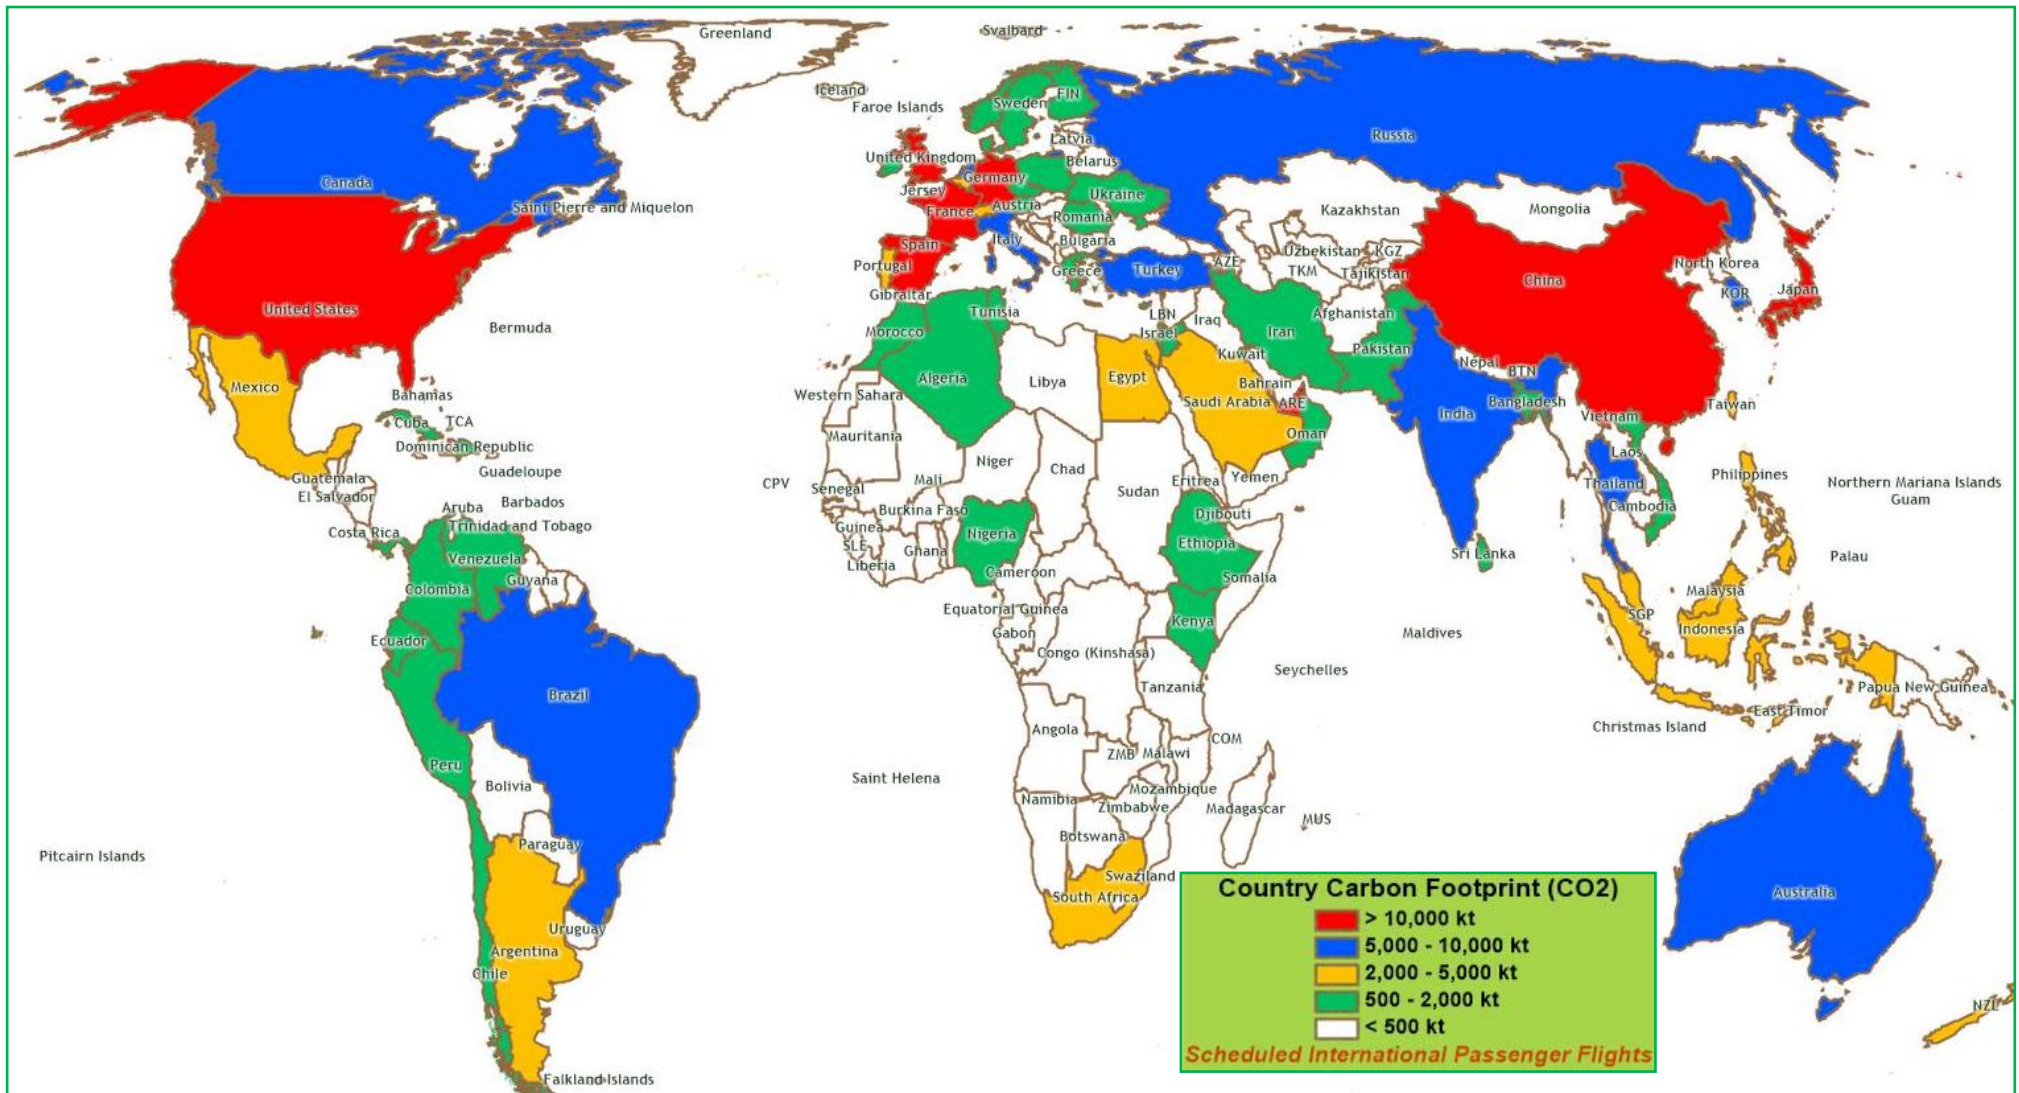 Greenland
Svalbard
Iceland
Faroe Islands
Sweden
FIN
Latvia
Russia
United Kingdom
Belarus
Germany
Canada
Jersey
Ukraine
Saint Pierre and Miquelon
France
Austria
Romania
Kazakhstan
Mongolia
Spain
Italy
Bulgaria
Uzbekistan
KGZ
Portugal
Greece
Turkey
AZE
TKM
Tajikistan
China
North Korea
Gibraltar
KOR
Japan
United States
Tunisia
LBN
Iraq
Afghanistan
Bermuda
Morocco
Israel
Iran
Kuwait
Pakistan
Nepal
BTN
Mexico
Bahamas
Western Sahara
Algeria
Libya
Egypt
Bahrain
Saudi Arabia
ARE
India
Bangladesh
Vietnam
Taiwan
Cuba
TCA
Mauritania
Oman
Dominican Republic
Laos
Guadeloupe
Niger
Chad
Guatemala
El Salvador
CPV
Senegal
Mali
Sudan
Eritrea
Yemen
Thailand
Philippines
Northern Mariana Islands
Guam
Aruba
Barbados
Burkina Faso
Djibouti
Cambodia
Costa Rica
Trinidad and Tobago
Guinea
Nigeria
SLE
Ghana
Ethiopia
Sri Lanka
Palau
Venezuela
Liberia
Cameroon
Guyana
Somalia
Colombia
Malaysia
Equatorial Guinea
Kenya
SGP
Indonesia
Ecuador
Gabon
Maldives
Congo (Kinshasa)
Seychelles
Brazil
Tanzania
Papua New Guinea
East Timor
Christmas Island
Angola
COM
Peru
ZMB
Malawi
Saint Helena
Bolivia
Mozambique
Namibia
Zimbabwe
Madagascar
MUS
Botswana
Paraguay
Pitcairn Islands
Swaziland
South Africa
Australia
Uruguay
Argentina
Chile
NZL
Falkland Islands
Country Carbon Footprint (CO2)
> 10,000 kt
5,000 - 10,000 kt
2,000 - 5,000 kt
500 - 2,000 kt
< 500 kt
Scheduled International Passenger Flights